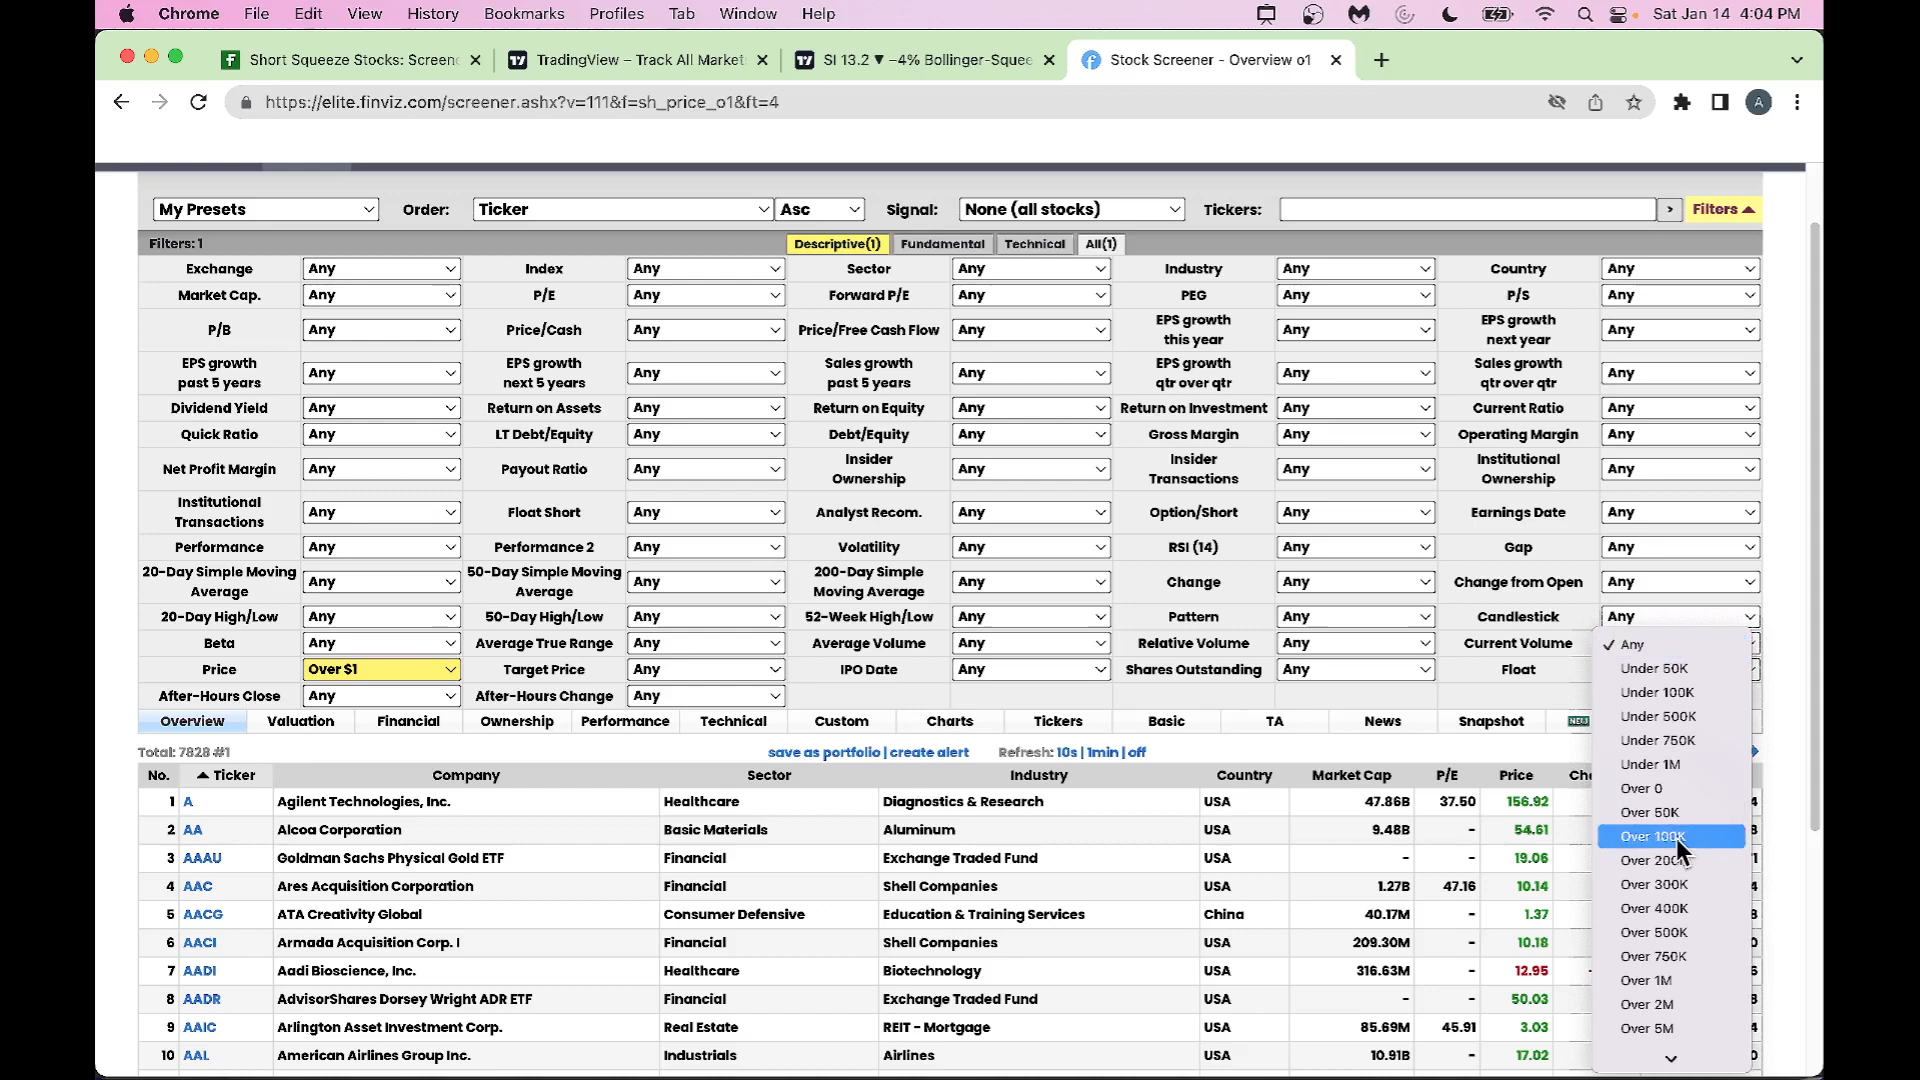 Chrome File Edit View History Bookmarks Profiles Tab Window Help Sat Jan 14 4:04 PM
Short Squeeze Stocks: Screen TradingView – Track All Market SI 13.2 ▼ −4% Bollinger-Squee Stock Screener - Overview o1
https://elite.finviz.com/screener.ashx?v=111&f=sh_price_o1&ft=4 A
My Presets Order: Ticker Asc Signal: None (all stocks) Tickers: > Filters
Filters: 1 Descriptive(1) Fundamental Technical All(1)
Exchange Any Index Any Sector Any Industry Any Country Any
Market Cap. Any P/E Any Forward P/E Any PEG Any P/S Any
P/B Any Price/Cash Any Price/Free Cash Flow Any EPS growth this year Any EPS growth next year Any
EPS growth past 5 years Any EPS growth next 5 years Any Sales growth past 5 years Any EPS growth qtr over qtr Any Sales growth qtr over qtr Any
Dividend Yield Any Return on Assets Any Return on Equity Any Return on Investment Any Current Ratio Any
Quick Ratio Any LT Debt/Equity Any Debt/Equity Any Gross Margin Any Operating Margin Any
Net Profit Margin Any Payout Ratio Any Insider Ownership Any Insider Transactions Any Institutional Ownership Any
Institutional Transactions Any Float Short Any Analyst Recom. Any Option/Short Any Earnings Date Any
Performance Any Performance 2 Any Volatility Any RSI (14) Any Gap Any
20-Day Simple Moving Average Any 50-Day Simple Moving Average Any 200-Day Simple Moving Average Any Change Any Change from Open Any
20-Day High/Low Any 50-Day High/Low Any 52-Week High/Low Any Pattern Any Candlestick Any
Beta Any Average True Range Any Average Volume Any Relative Volume Any Current Volume
Price Over $1 Target Price Any IPO Date Any Shares Outstanding Any Float
After-Hours Close Any After-Hours Change Any
✓ Any
Under 50K
Under 100K
Under 500K
Under 750K
Under 1M
Over 0
Over 50K
Over 100K
Over 200
Over 300K
Over 400K
Over 500K
Over 750K
Over 1M
Over 2M
Over 5M
Overview Valuation Financial Ownership Performance Technical Custom Charts Tickers Basic TA News Snapshot NEW
Total: 7828 #1 save as portfolio | create alert Refresh: 10s | 1min | off
No. Ticker Company Sector Industry Country Market Cap P/E Price Ch
1 A Agilent Technologies, Inc. Healthcare Diagnostics & Research USA 47.86B 37.50 156.92 4
2 AA Alcoa Corporation Basic Materials Aluminum USA 9.48B - 54.61 8
3 AAAU Goldman Sachs Physical Gold ETF Financial Exchange Traded Fund USA - - 19.06 1
4 AAC Ares Acquisition Corporation Financial Shell Companies USA 1.27B 47.16 10.14 4
5 AACG ATA Creativity Global Consumer Defensive Education & Training Services China 40.17M - 1.37 8
6 AACI Armada Acquisition Corp. I Financial Shell Companies USA 209.30M - 10.18 0
7 AADI Aadi Bioscience, Inc. Healthcare Biotechnology USA 316.63M - 12.95 - 6
8 AADR AdvisorShares Dorsey Wright ADR ETF Financial Exchange Traded Fund USA - - 50.03 8
9 AAIC Arlington Asset Investment Corp. Real Estate REIT - Mortgage USA 85.69M 45.91 3.03 4
10 AAL American Airlines Group Inc. Industrials Airlines USA 10.91B - 17.02 0